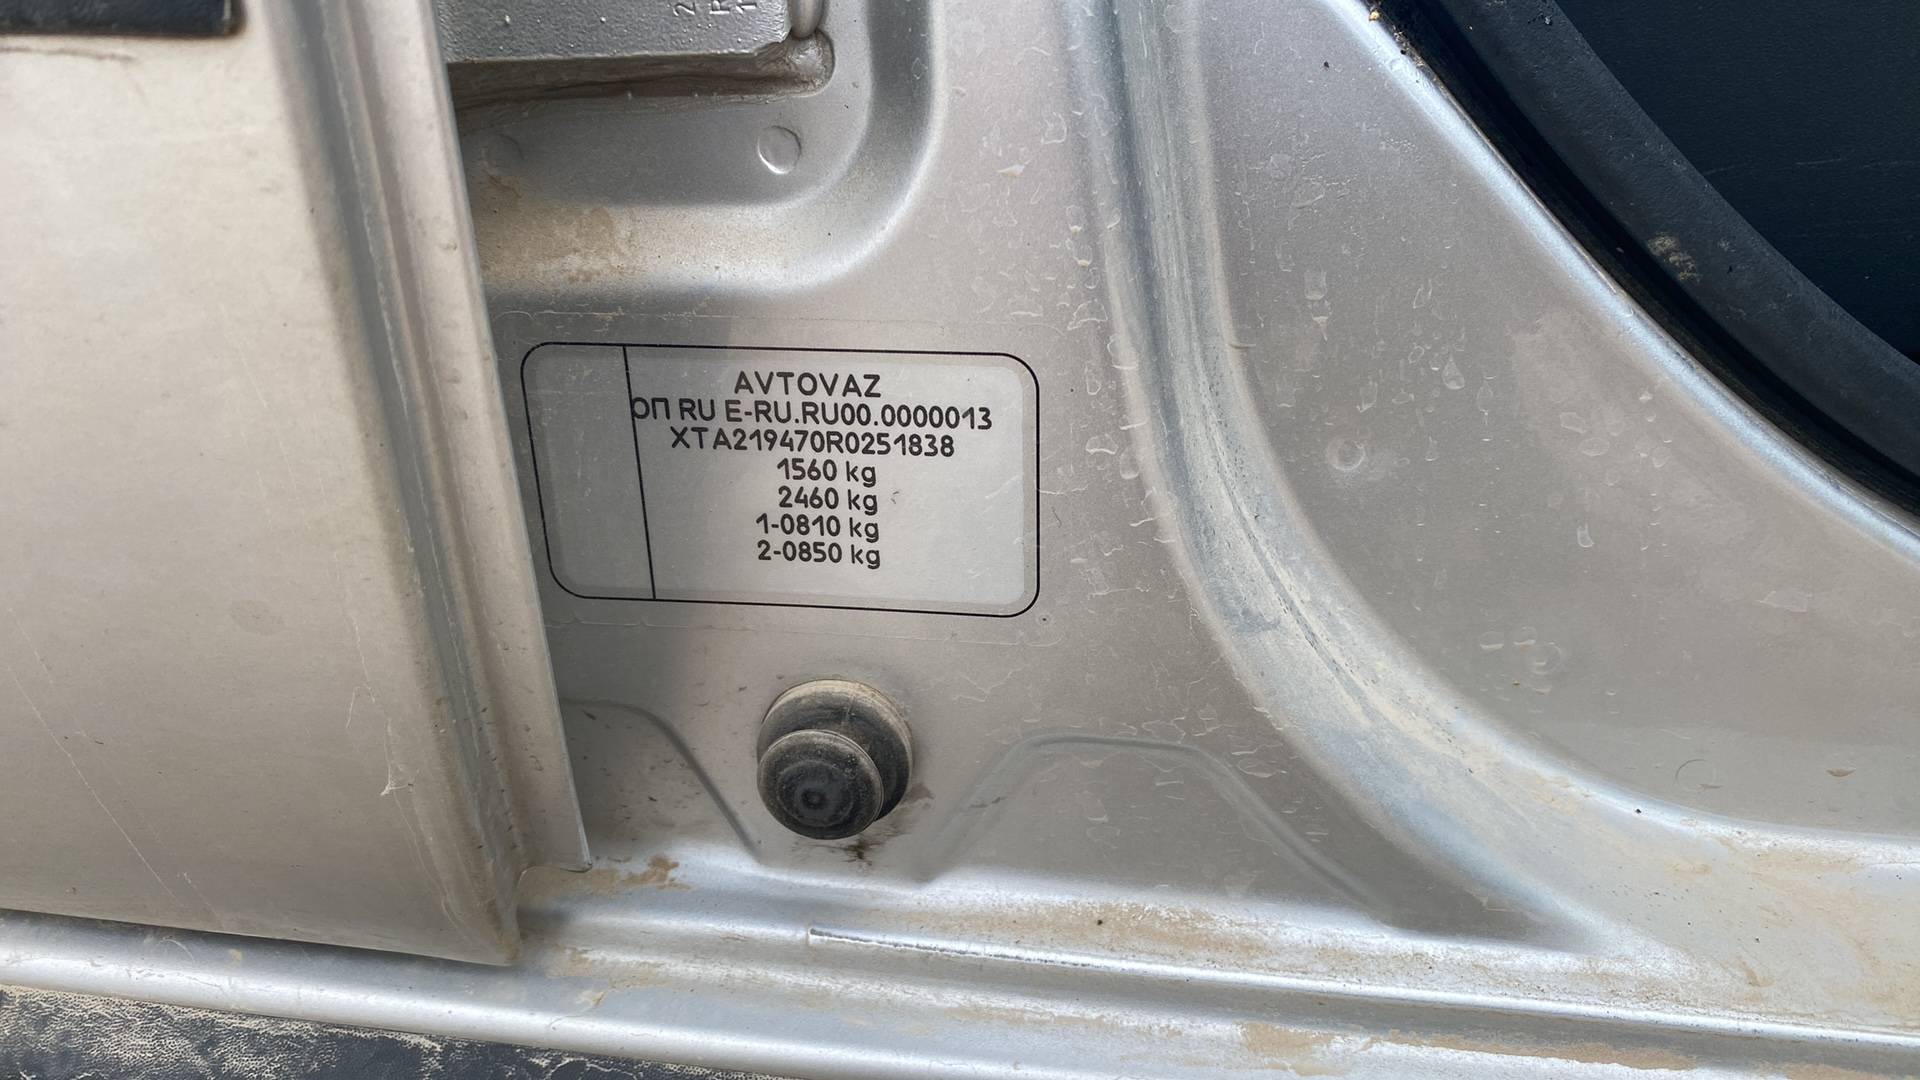 AVTOVAZ
ОП RU E-RU.RU00.0000013
XTA219470R0251838
1560 kg
2460 kg
1-0810 kg
2-0850 kg